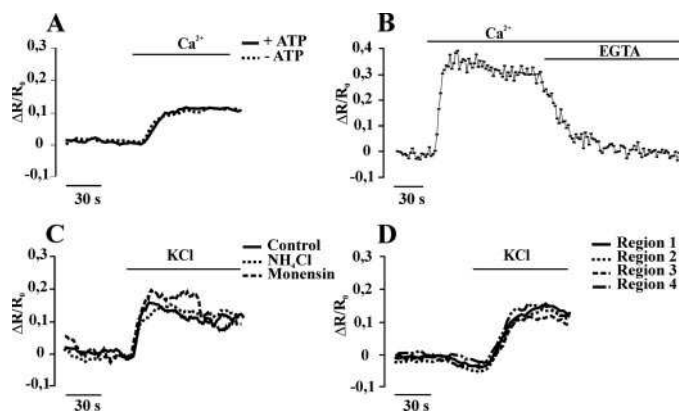 A
Ca²⁺
+ ATP
- ATP
0,3
0,2
0,1
0
-0,1
ΔR/R₀
30 s
B
Ca²⁺
EGTA
0,4
0,3
0,2
0,1
0
-0,1
ΔR/R₀
30 s
C
KCl
Control
NH₄Cl
Monensin
0,3
0,2
0,1
0
-0,1
ΔR/R₀
30 s
D
KCl
Region 1
Region 2
Region 3
Region 4
0,3
0,2
0,1
0
-0,1
ΔR/R₀
30 s